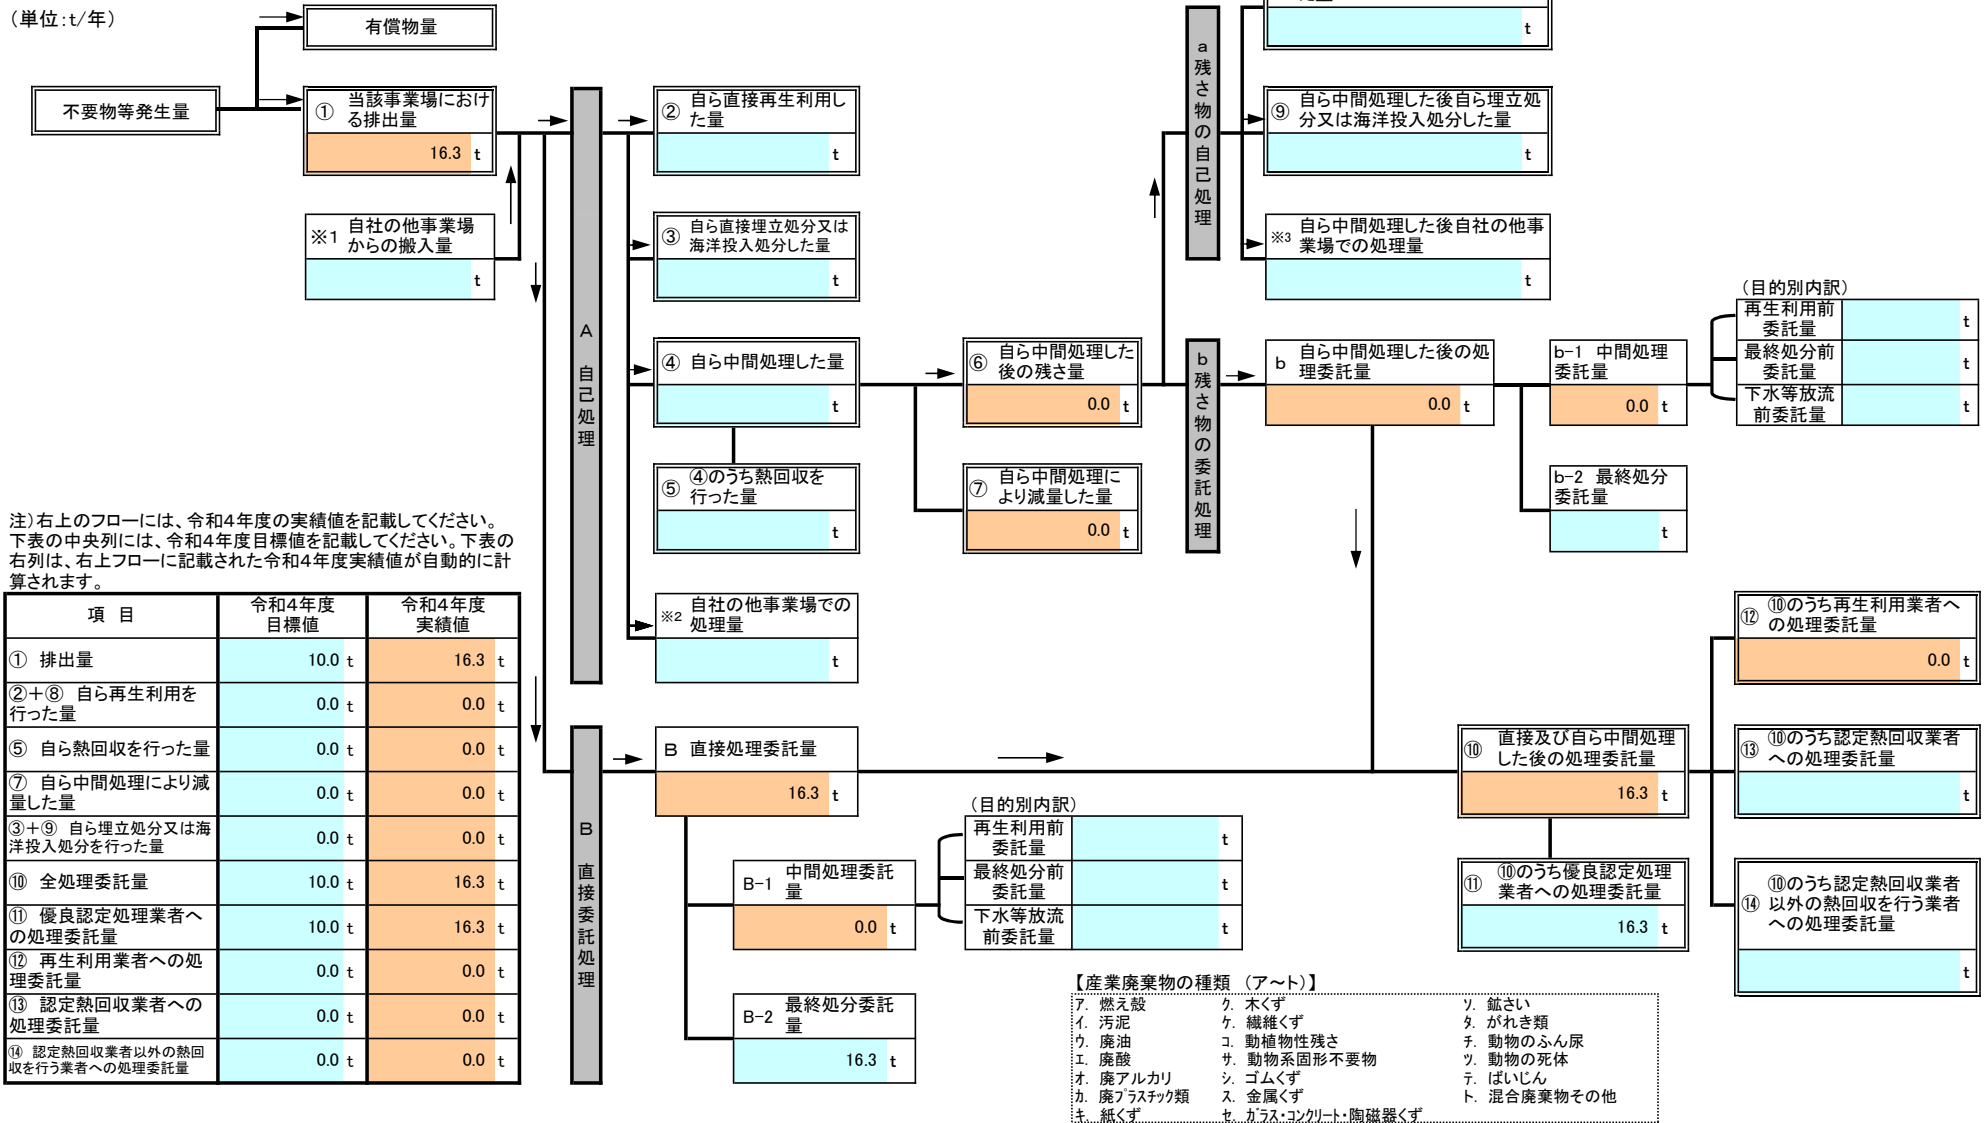 （単位:t/年）
有償物量
不要物等発生量
① 当該事業場におけ
る排出量
16.3 t
※1 自社の他事業場
からの搬入量
t
A 自己処理
② 自ら直接再生利用し
た量
t
③ 自ら直接埋立処分又は
海洋投入処分した量
t
④ 自ら中間処理した量
t
⑤ ④のうち熱回収を
行った量
t
※2 自社の他事業場での
処理量
t
⑥ 自ら中間処理した
後の残さ量
0.0 t
⑦ 自ら中間処理に
より減量した量
0.0 t
a 残さ物の自己処理
t
⑨ 自ら中間処理した後自ら埋立処
分又は海洋投入処分した量
t
※3 自ら中間処理した後自社の他事
業場での処理量
t
b 残さ物の委託処理
b 自ら中間処理した後の処
理委託量
0.0 t
b-1 中間処理
委託量
0.0 t
b-2 最終処分
委託量
t
（目的別内訳）
再生利用前
委託量
t
最終処分前
委託量
t
下水等放流
前委託量
t
注)右上のフローには、令和4年度の実績値を記載してください。
下表の中央列には、令和4年度目標値を記載してください。下表の
右列は、右上フローに記載された令和4年度実績値が自動的に計
算されます。
項 目 令和4年度 目標値 令和4年度 実績値
① 排出量 10.0 t 16.3 t
②+⑧ 自ら再生利用を
行った量 0.0 t 0.0 t
⑤ 自ら熱回収を行った量 0.0 t 0.0 t
⑦ 自ら中間処理により減
量した量 0.0 t 0.0 t
③+⑨ 自ら埋立処分又は海
洋投入処分を行った量 0.0 t 0.0 t
⑩ 全処理委託量 10.0 t 16.3 t
⑪ 優良認定処理業者へ
の処理委託量 10.0 t 16.3 t
⑫ 再生利用業者への処
理委託量 0.0 t 0.0 t
⑬ 認定熱回収業者への
処理委託量 0.0 t 0.0 t
⑭ 認定熱回収業者以外の熱回
収を行う業者への処理委託量 0.0 t 0.0 t
B 直接委託処理
B 直接処理委託量
16.3 t
B-1 中間処理委託
量
0.0 t
B-2 最終処分委託
量
16.3 t
（目的別内訳）
再生利用前
委託量
t
最終処分前
委託量
t
下水等放流
前委託量
t
⑩ 直接及び自ら中間処理
した後の処理委託量
16.3 t
⑪ ⑩のうち優良認定処理
業者への処理委託量
16.3 t
⑫ ⑩のうち再生利用業者へ
の処理委託量
0.0 t
⑬ ⑩のうち認定熱回収業者
への処理委託量
t
⑭ ⑩のうち認定熱回収業者
以外の熱回収を行う業者
への処理委託量
t
【産業廃棄物の種類 （ア～ト）】
ア. 燃え殻 ク. 木くず ソ. 鉱さい
イ. 汚泥 ケ. 繊維くず タ. がれき類
ウ. 廃油 コ. 動植物性残さ チ. 動物のふん尿
エ. 廃酸 サ. 動物系固形不要物 ツ. 動物の死体
オ. 廃アルカリ シ. ゴムくず テ. ばいじん
カ. 廃プラスチック類 ス. 金属くず ト. 混合廃棄物その他
キ. 紙くず セ. ガラス・コンクリート・陶磁器くず